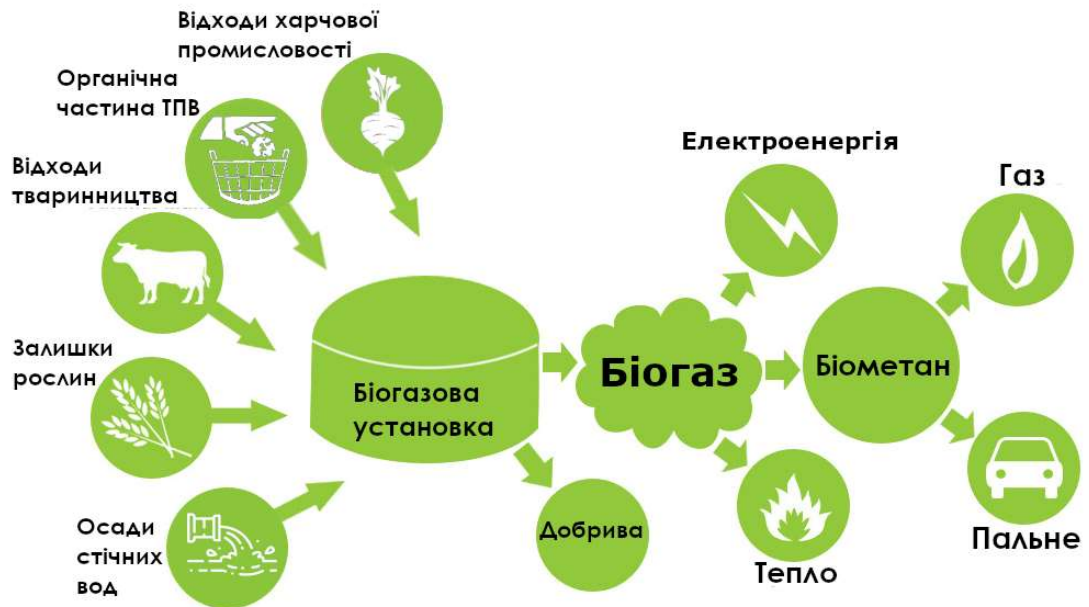 Відходи харчової
промисловості
Органічна
частина ТПВ
Відходи
тваринництва
Залишки
рослин
Осади
стічних
вод
Біогазова
установка
Добрива
Біогаз
Електроенергія
Тепло
Біометан
Газ
Пальне